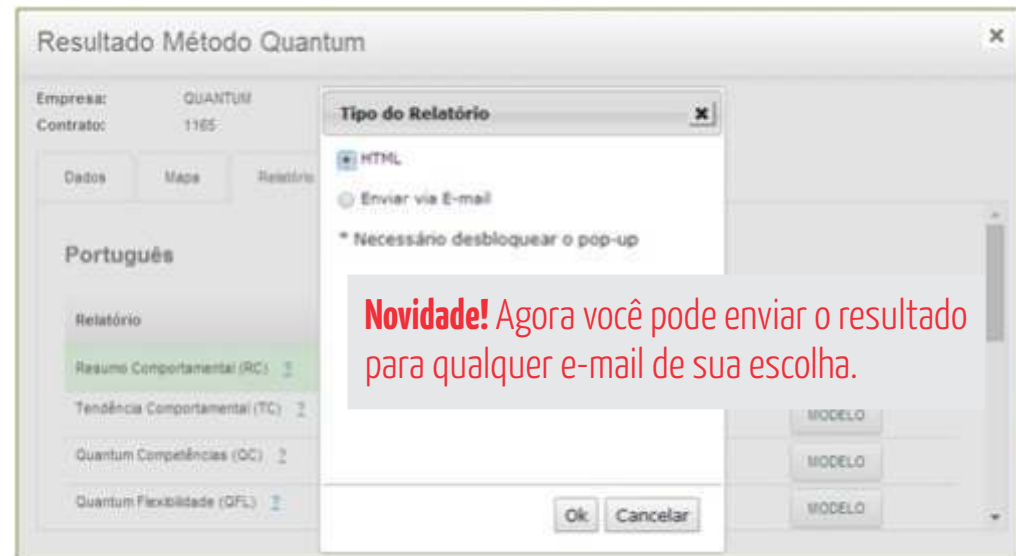 Resultado Método Quantum
Empresa: QUANTUM
Contrato: 1165
Dados Mapa Relatório
Português
Relatório
Resumo Comportamental (RC) ?
Tendência Comportamental (TC) ?
MODELO
Quantum Competências (QC) ?
MODELO
Quantum Flexibilidade (QFL) ?
MODELO
Tipo do Relatório
HTML
Enviar via E-mail
* Necessário desbloquear o pop-up
Novidade! Agora você pode enviar o resultado
para qualquer e-mail de sua escolha.
Ok Cancelar